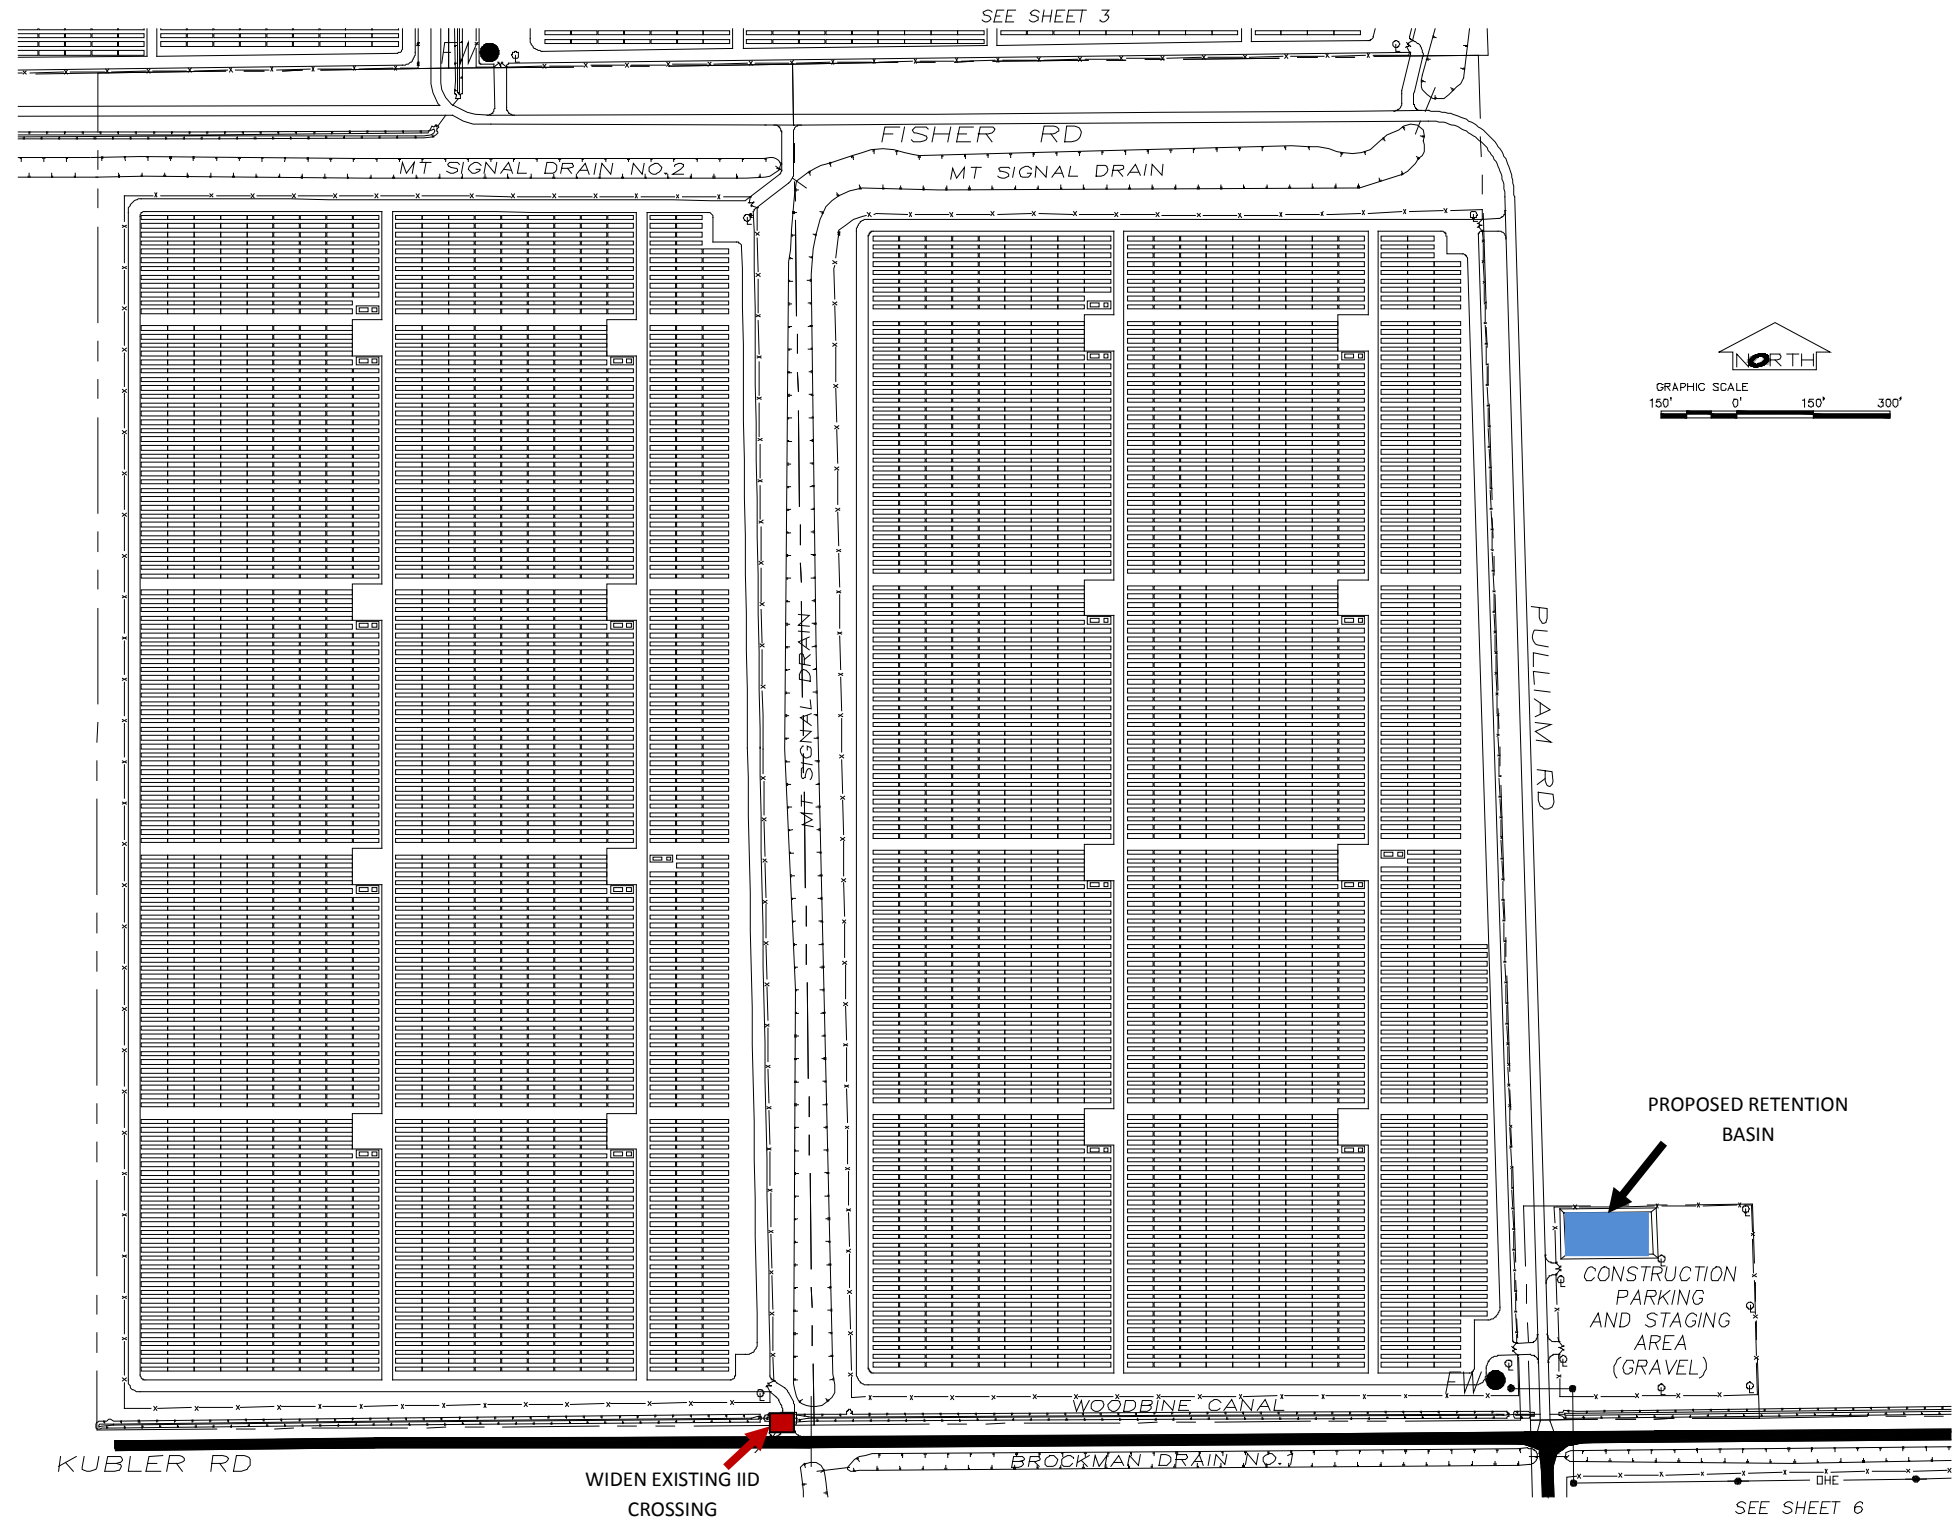 SEE SHEET 3
FW
FISHER RD
MT SIGNAL DRAIN NO.2
MT SIGNAL DRAIN
NORTH
GRAPHIC SCALE
150' 0' 150' 300'
MT SIGNAL DRAIN
PULLIAM RD
PROPOSED RETENTION
BASIN
CONSTRUCTION
PARKING
AND STAGING
AREA
(GRAVEL)
FW
WOODBINE CANAL
KUBLER RD
BROCKMAN DRAIN NO.1
WIDEN EXISTING IID
CROSSING
OHE
SEE SHEET 6